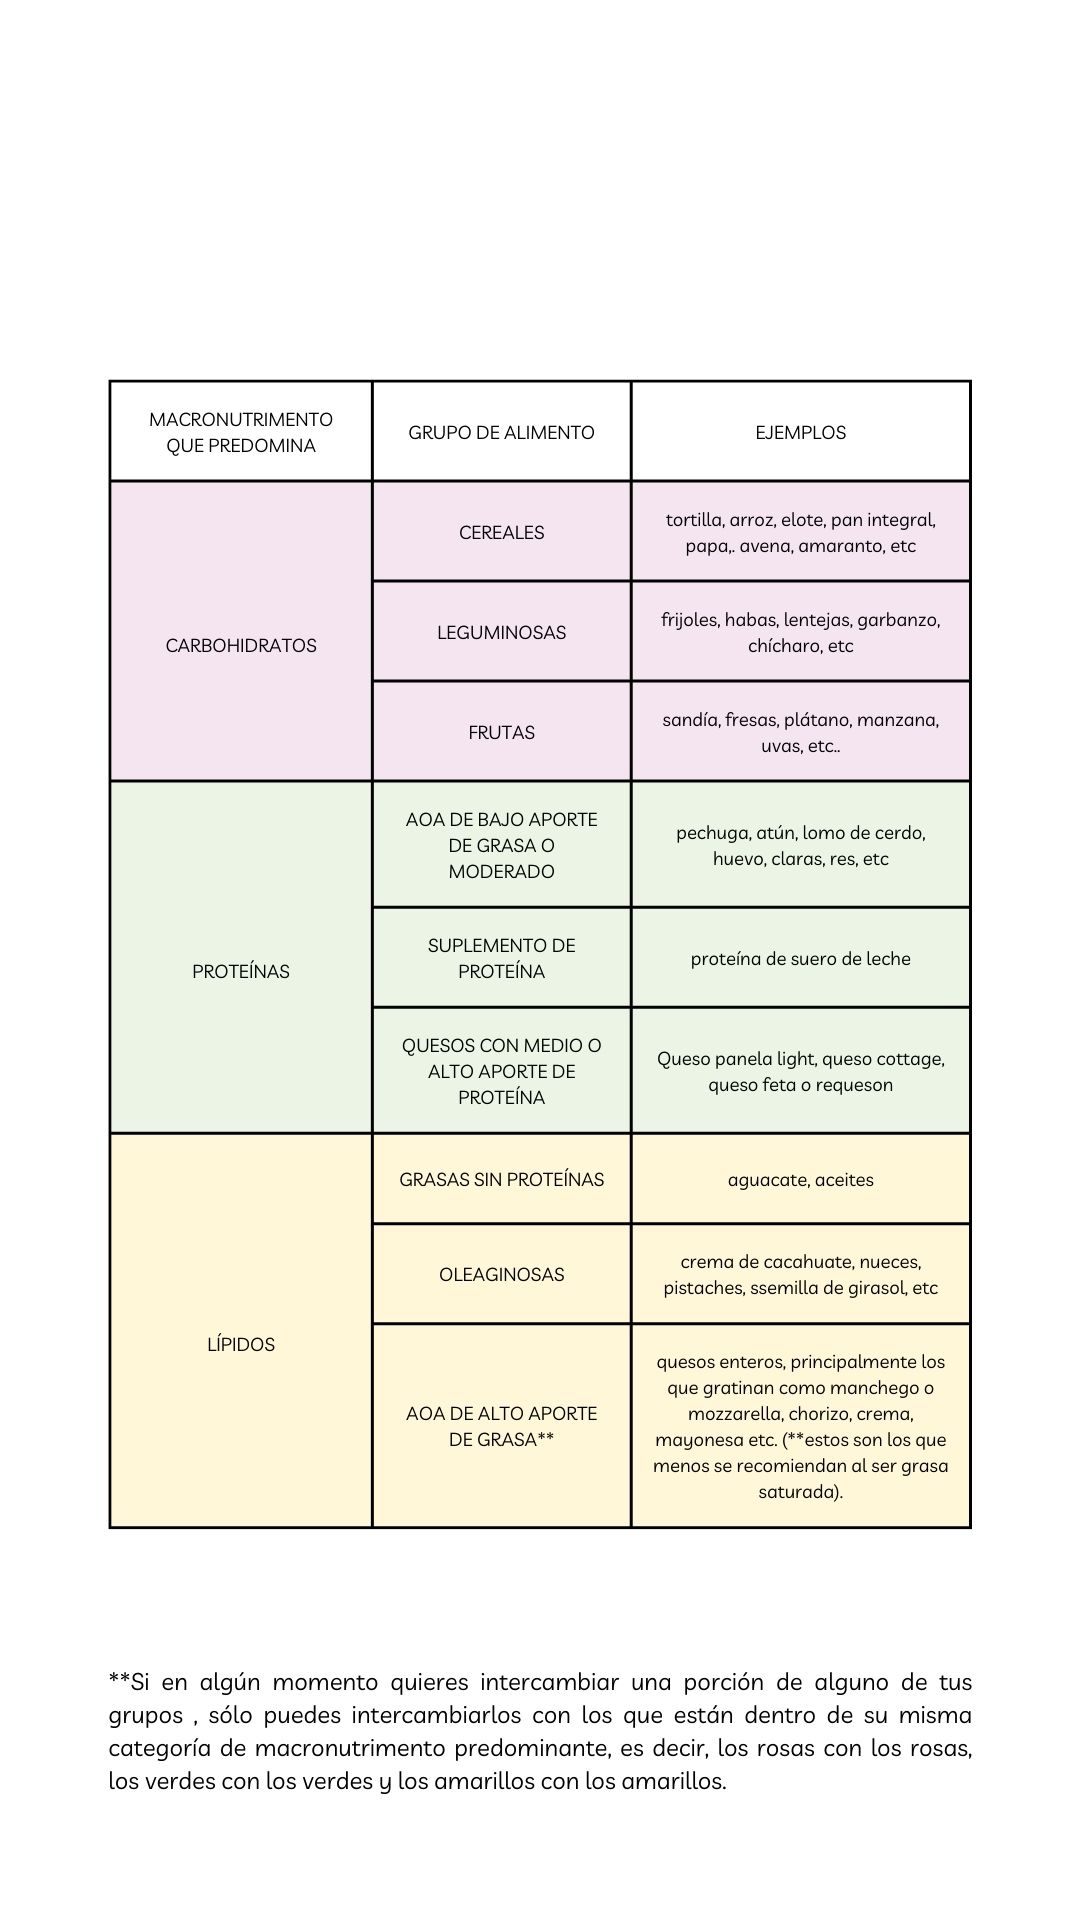 MACRONUTRIMENTO
QUE PREDOMINA
GRUPO DE ALIMENTO
EJEMPLOS
CARBOHIDRATOS
CEREALES
tortilla, arroz, elote, pan integral,
papa,. avena, amaranto, etc
LEGUMINOSAS
frijoles, habas, lentejas, garbanzo,
chícharo, etc
FRUTAS
sandía, fresas, plátano, manzana,
uvas, etc..
PROTEÍNAS
AOA DE BAJO APORTE
DE GRASA O
MODERADO
pechuga, atún, lomo de cerdo,
huevo, claras, res, etc
SUPLEMENTO DE
PROTEÍNA
proteína de suero de leche
QUESOS CON MEDIO O
ALTO APORTE DE
PROTEÍNA
Queso panela light, queso cottage,
queso feta o requeson
LÍPIDOS
GRASAS SIN PROTEÍNAS
aguacate, aceites
OLEAGINOSAS
crema de cacahuate, nueces,
pistaches, ssemilla de girasol, etc
AOA DE ALTO APORTE
DE GRASA**
quesos enteros, principalmente los
que gratinan como manchego o
mozzarella, chorizo, crema,
mayonesa etc. (**estos son los que
menos se recomiendan al ser grasa
saturada).
**Si en algún momento quieres intercambiar una porción de alguno de tus
grupos , sólo puedes intercambiarlos con los que están dentro de su misma
categoría de macronutrimento predominante, es decir, los rosas con los rosas,
los verdes con los verdes y los amarillos con los amarillos.